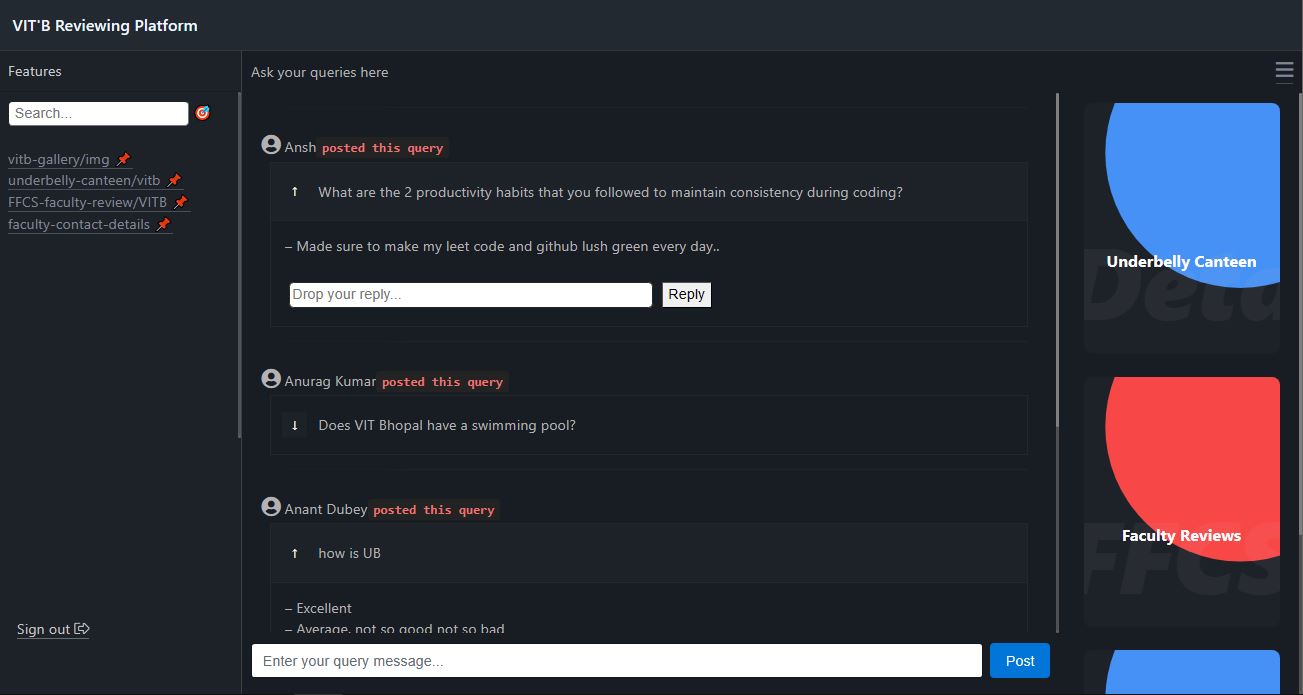 VIT'B Reviewing Platform
Features
Search...
vitb-gallery/img
underbelly-canteen/vitb
FFCS-faculty-review/VITB
faculty-contact-details
Sign out
Ask your queries here
Ansh posted this query
↑ What are the 2 productivity habits that you followed to maintain consistency during coding?
– Made sure to make my leet code and github lush green every day..
Drop your reply... Reply
Anurag Kumar posted this query
↓ Does VIT Bhopal have a swimming pool?
Anant Dubey posted this query
↑ how is UB
– Excellent
– Average, not so good not so bad
Enter your query message... Post
Underbelly Canteen
Faculty Reviews
FFCS